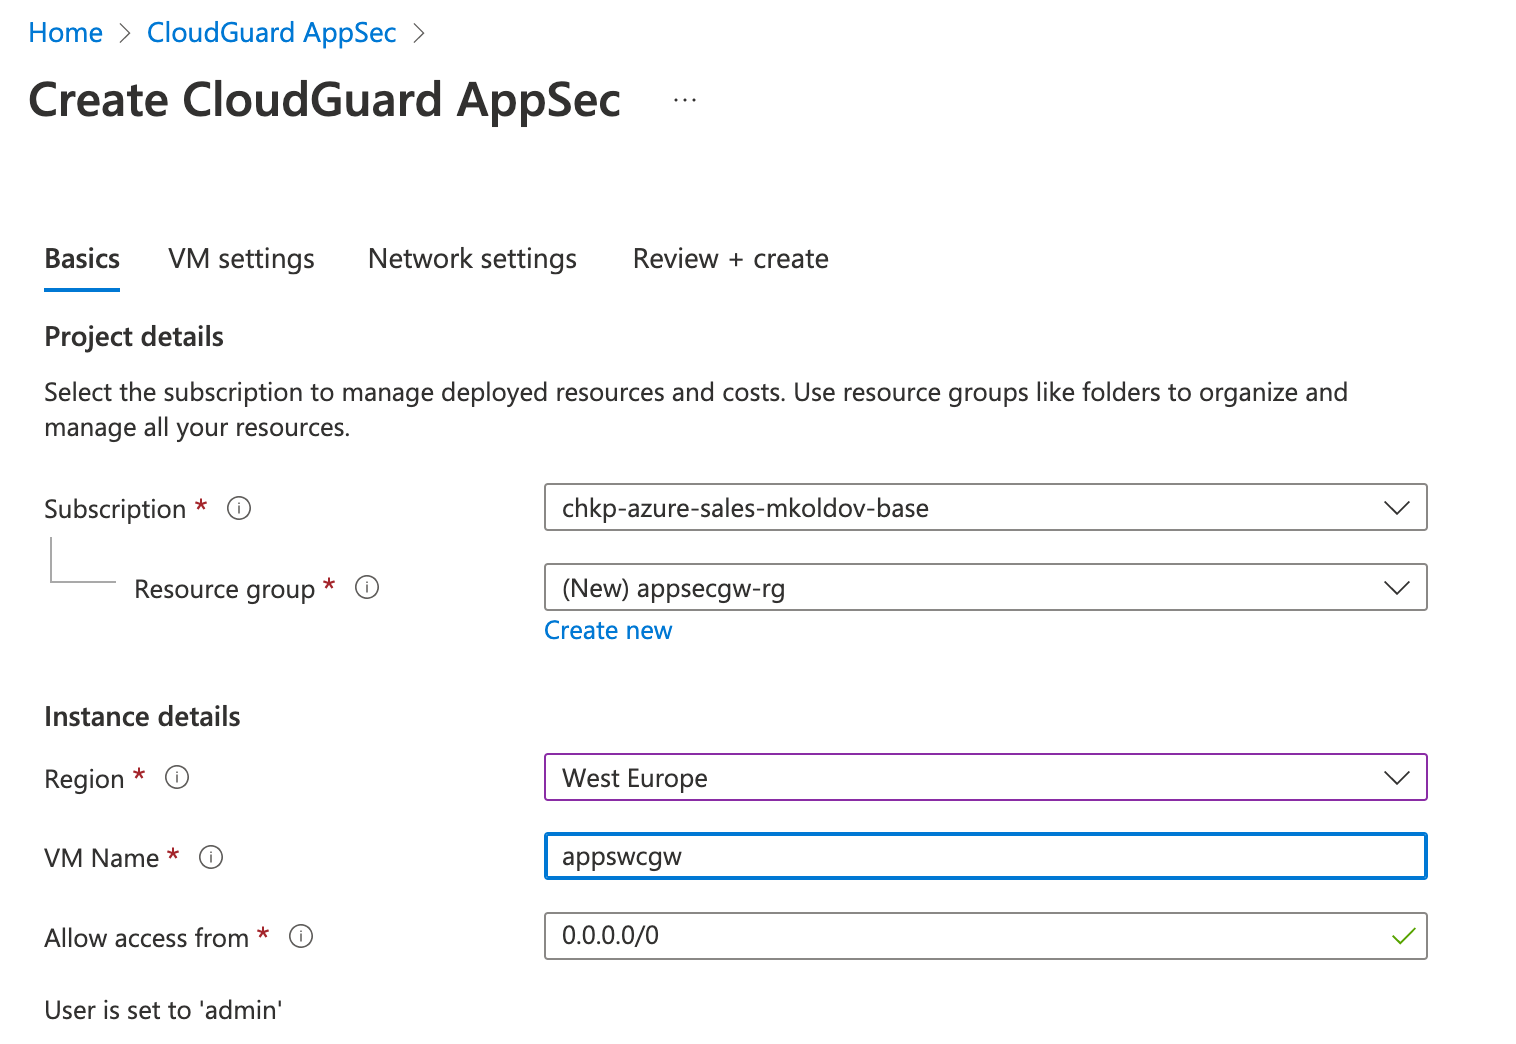 Home > CloudGuard AppSec >
Create CloudGuard AppSec ...
Basics VM settings Network settings Review + create
Project details
Select the subscription to manage deployed resources and costs. Use resource groups like folders to organize and
manage all your resources.
Subscription * chkp-azure-sales-mkoldov-base
Resource group * (New) appsecgw-rg
Create new
Instance details
Region * West Europe
VM Name * appswcgw
Allow access from * 0.0.0.0/0
User is set to 'admin'